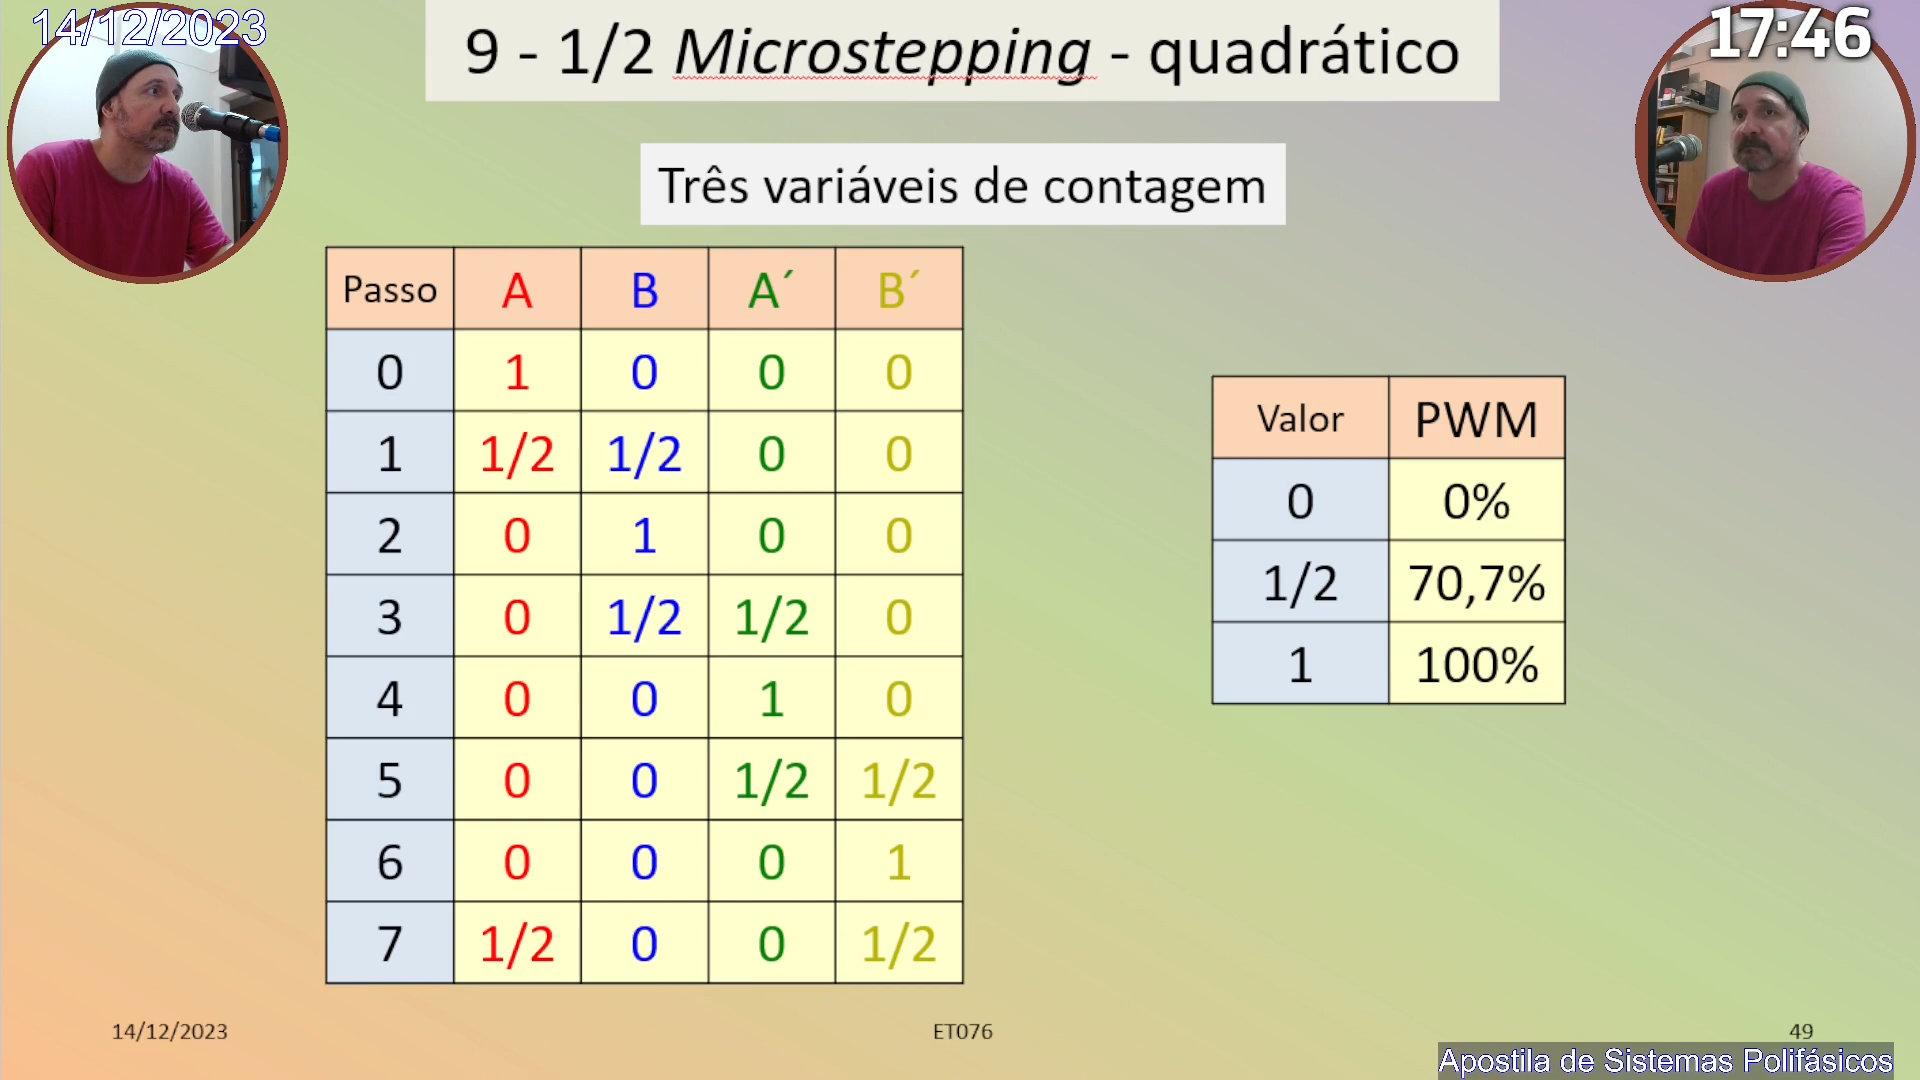 14/12/2023
17:46
9 - 1/2 Microstepping - quadrático
Três variáveis de contagem
Passo A B A´ B´
0 1 0 0 0
1 1/2 1/2 0 0
2 0 1 0 0
3 0 1/2 1/2 0
4 0 0 1 0
5 0 0 1/2 1/2
6 0 0 0 1
7 1/2 0 0 1/2
Valor PWM
0 0%
1/2 70,7%
1 100%
14/12/2023
ET076
49
Apostila de Sistemas Polifásicos